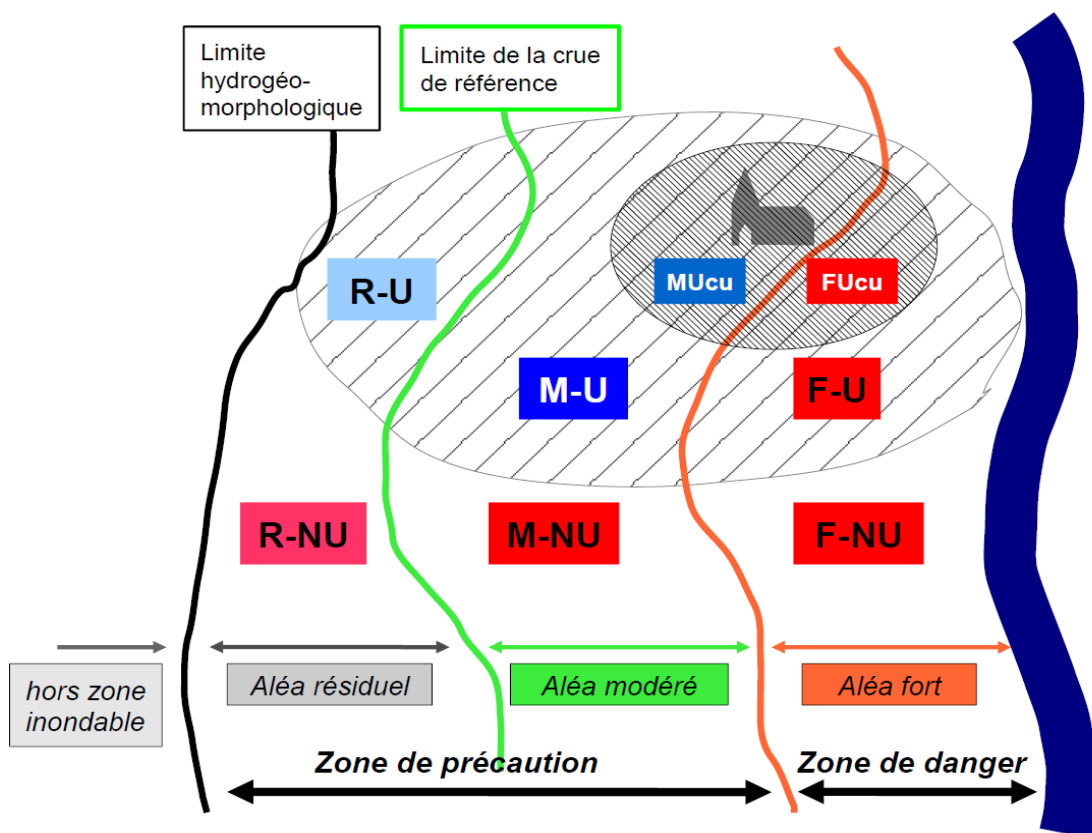 Limite
hydrogéo-
morphologique
Limite de la crue
de référence
R-U
MUcu
FUcu
M-U
F-U
R-NU
M-NU
F-NU
hors zone
inondable
Aléa résiduel
Aléa modéré
Aléa fort
Zone de précaution
Zone de danger